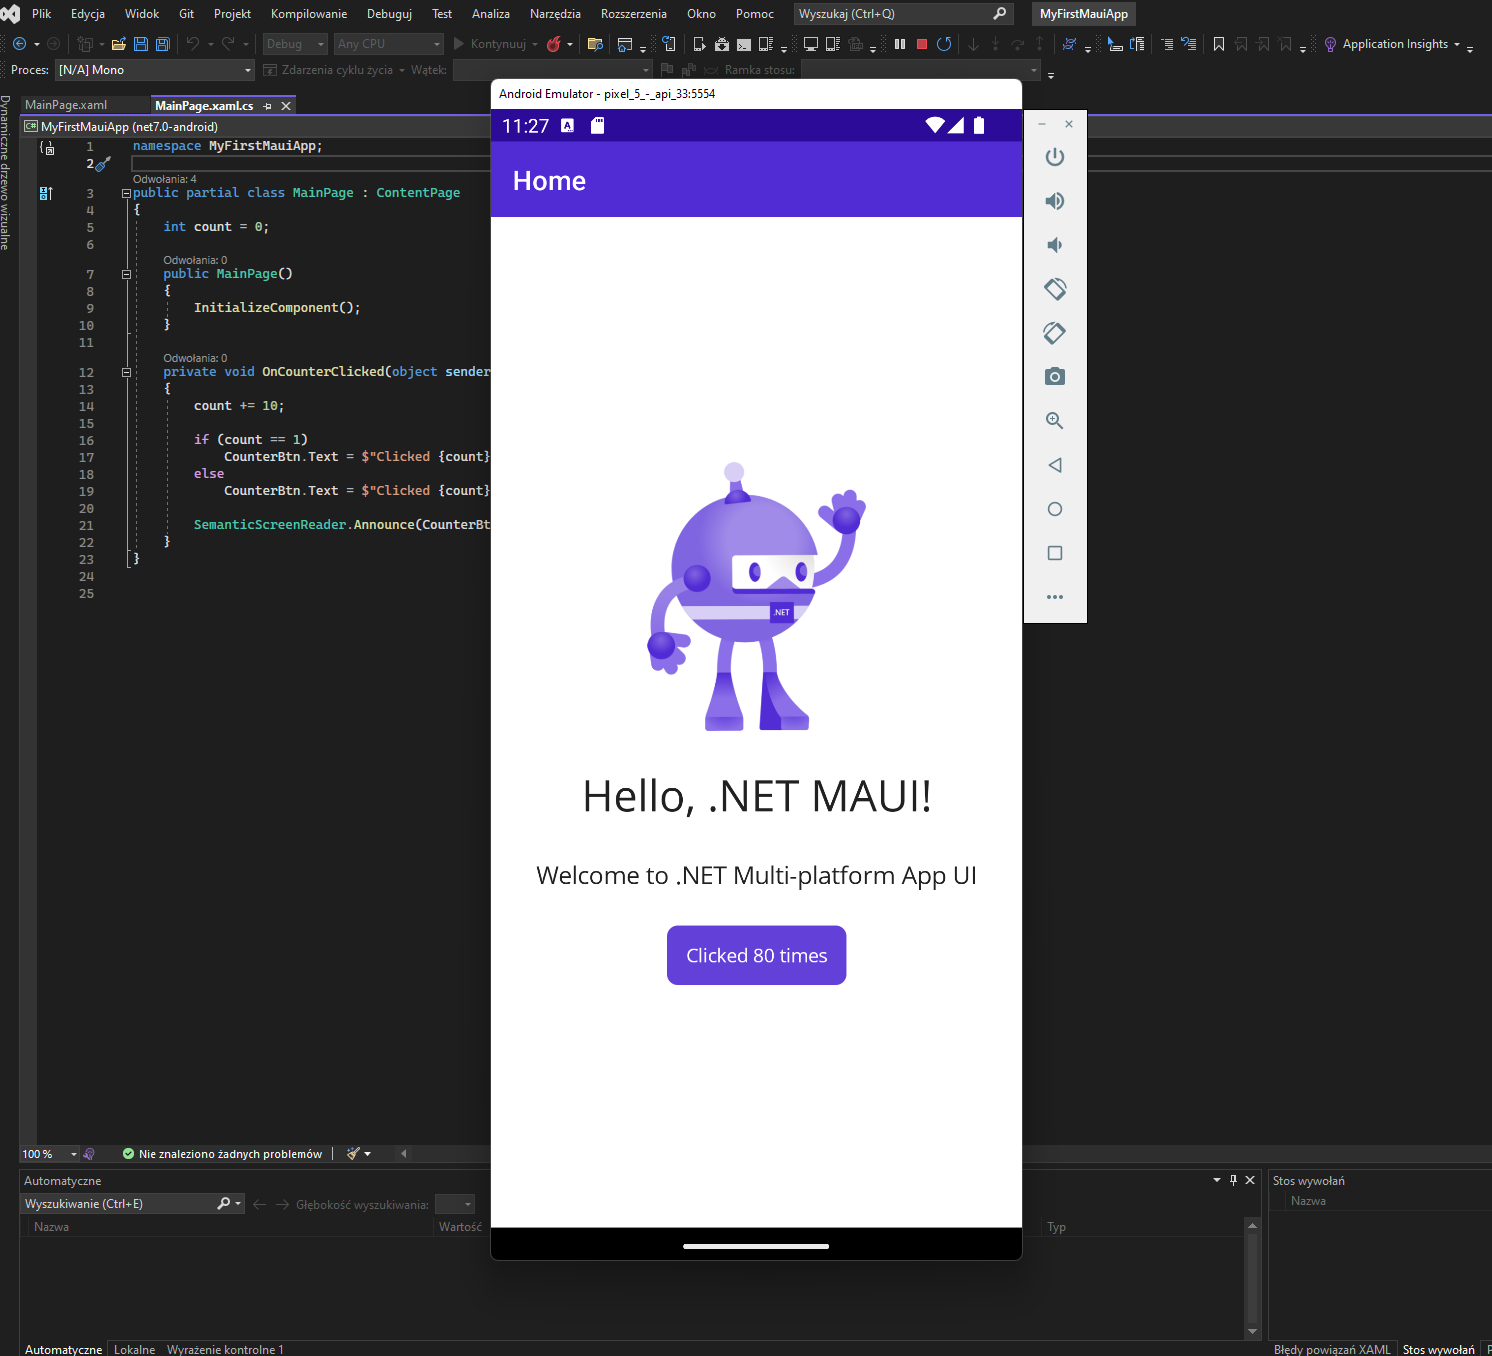 Plik Edycja Widok Git Projekt Kompilowanie Debuguj Test Analiza Narzędzia Rozszerzenia Okno Pomoc Wyszukaj (Ctrl+Q) MyFirstMauiApp
Debug Any CPU Kontynuuj Application Insights
Proces: [N/A] Mono Zdarzenia cyklu życia Wątek: Ramka stosu:
Dynamiczne drzewo wizualne
MainPage.xaml MainPage.xaml.cs
C# MyFirstMauiApp (net7.0-android)
1 namespace MyFirstMauiApp;
2
Odwołania: 4
3 public partial class MainPage : ContentPage
4 {
5 int count = 0;
6
Odwołania: 0
7 public MainPage()
8 {
9 InitializeComponent();
10 }
11
Odwołania: 0
12 private void OnCounterClicked(object sender
13 {
14 count += 10;
15
16 if (count == 1)
17 CounterBtn.Text = $"Clicked {count}
18 else
19 CounterBtn.Text = $"Clicked {count}
20
21 SemanticScreenReader.Announce(CounterBt
22 }
23 }
24
25
Android Emulator - pixel_5_-_api_33:5554
11:27 A
Home
.NET
Hello, .NET MAUI!
Welcome to .NET Multi-platform App UI
Clicked 80 times
100 % Nie znaleziono żadnych problemów
Automatyczne
Wyszukiwanie (Ctrl+E) Głębokość wyszukiwania:
Nazwa Wartość Typ
Stos wywołań
Nazwa
Automatyczne Lokalne Wyrażenie kontrolne 1
Błędy powiązań XAML Stos wywołań P